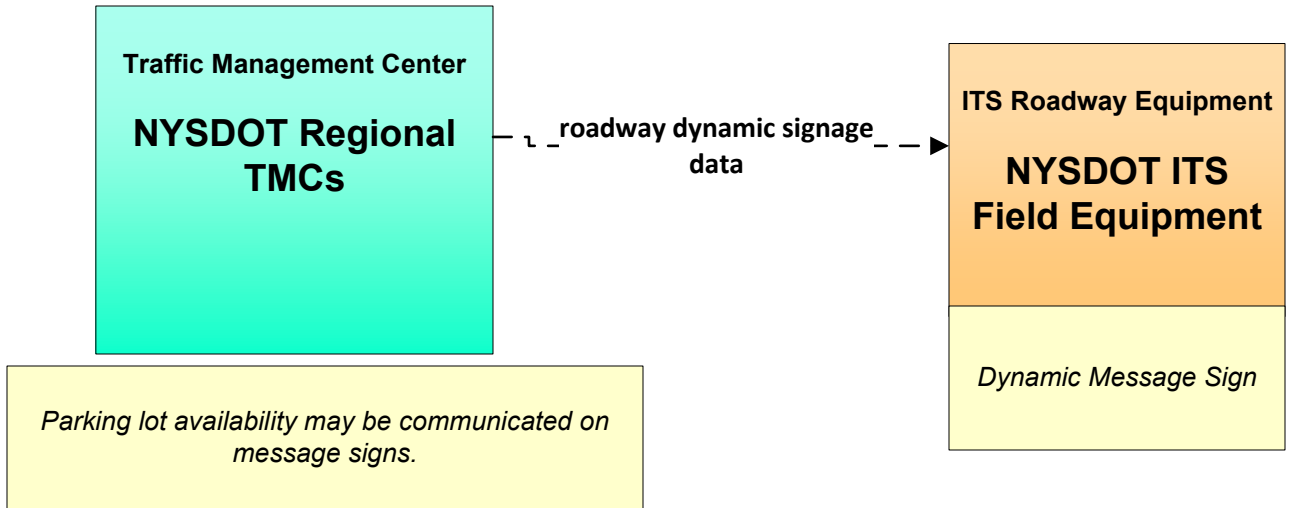 Traffic Management Center
NYSDOT Regional
TMCs
roadway dynamic signage
data
ITS Roadway Equipment
NYSDOT ITS
Field Equipment
Dynamic Message Sign
Parking lot availability may be communicated on
message signs.